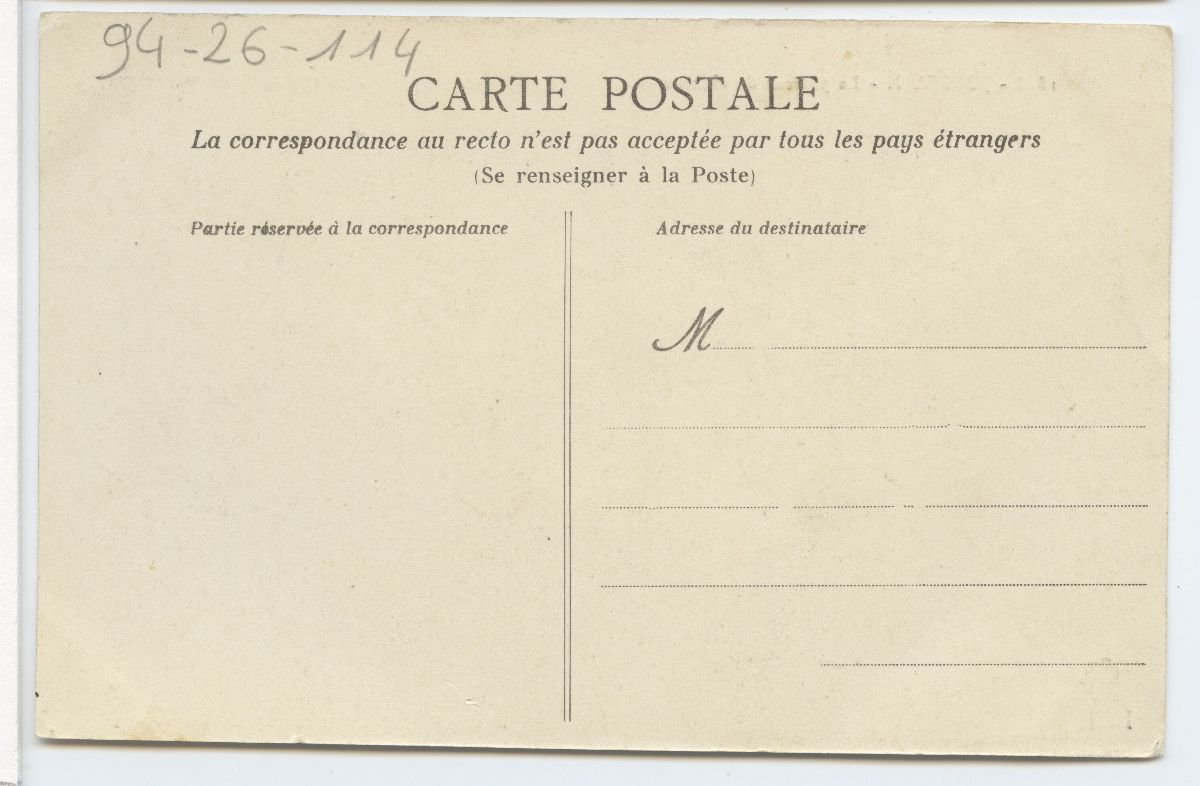 94-26-114
CARTE POSTALE
La correspondance au recto n'est pas acceptée par tous les pays étrangers
(Se renseigner à la Poste)
Partie réservée à la correspondance
Adresse du destinataire
M